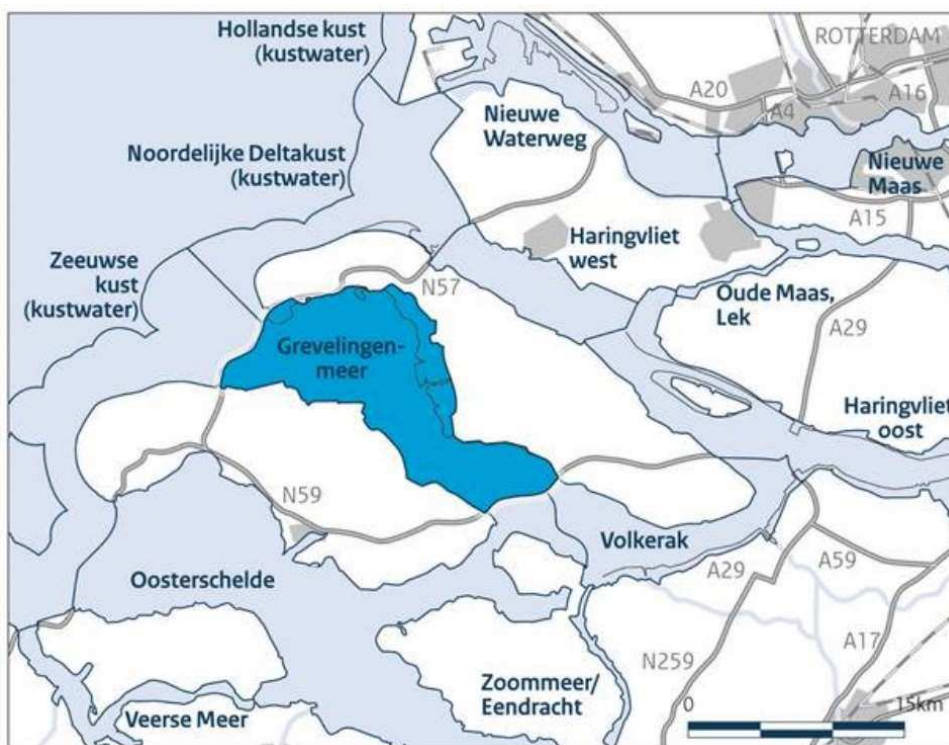 Hollandse kust
(kustwater)
ROTTERDAM
A20
A16
A4
Nieuwe
Waterweg
Noordelijke Deltakust
(kustwater)
Nieuwe
Maas
A15
Haringvliet
west
Zeeuwse
kust
(kustwater)
N57
Oude Maas,
Lek
A29
Grevelingen-
meer
Haringvliet
oost
N59
Volkerak
A29
A59
Oosterschelde
A17
N259
Zoommeer/
Eendracht
0
15km
Veerse Meer